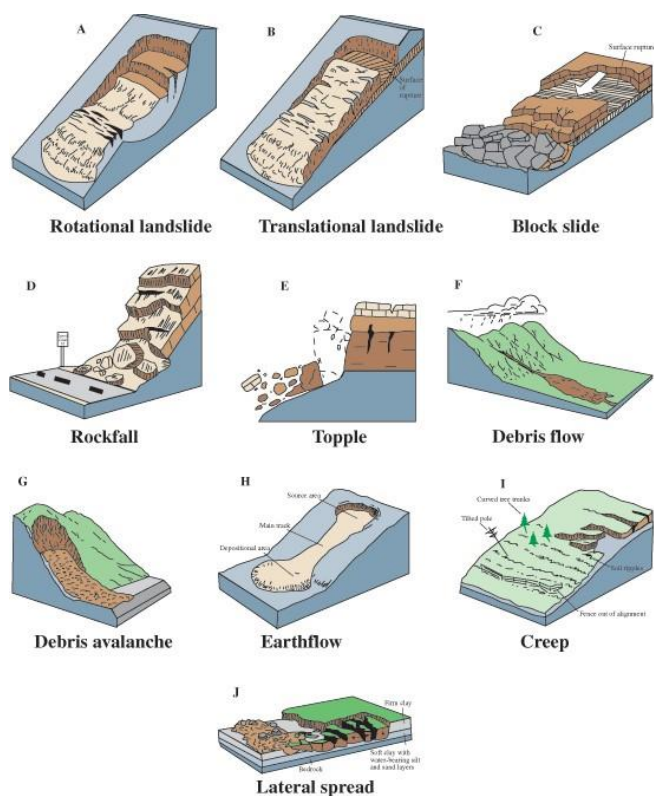 A
B
C
Surface rupture
Surface
of
rupture
Rotational landslide
Translational landslide
Block slide
D
E
F
Rockfall
Topple
Debris flow
G
H
I
Source area
Main track
Depositional area
Curved tree trunks
Tilted pole
Soil ripples
Fence out of alignment
Debris avalanche
Earthflow
Creep
J
Firm clay
Soft clay with
water-bearing silt
and sand layers
Bedrock
Lateral spread